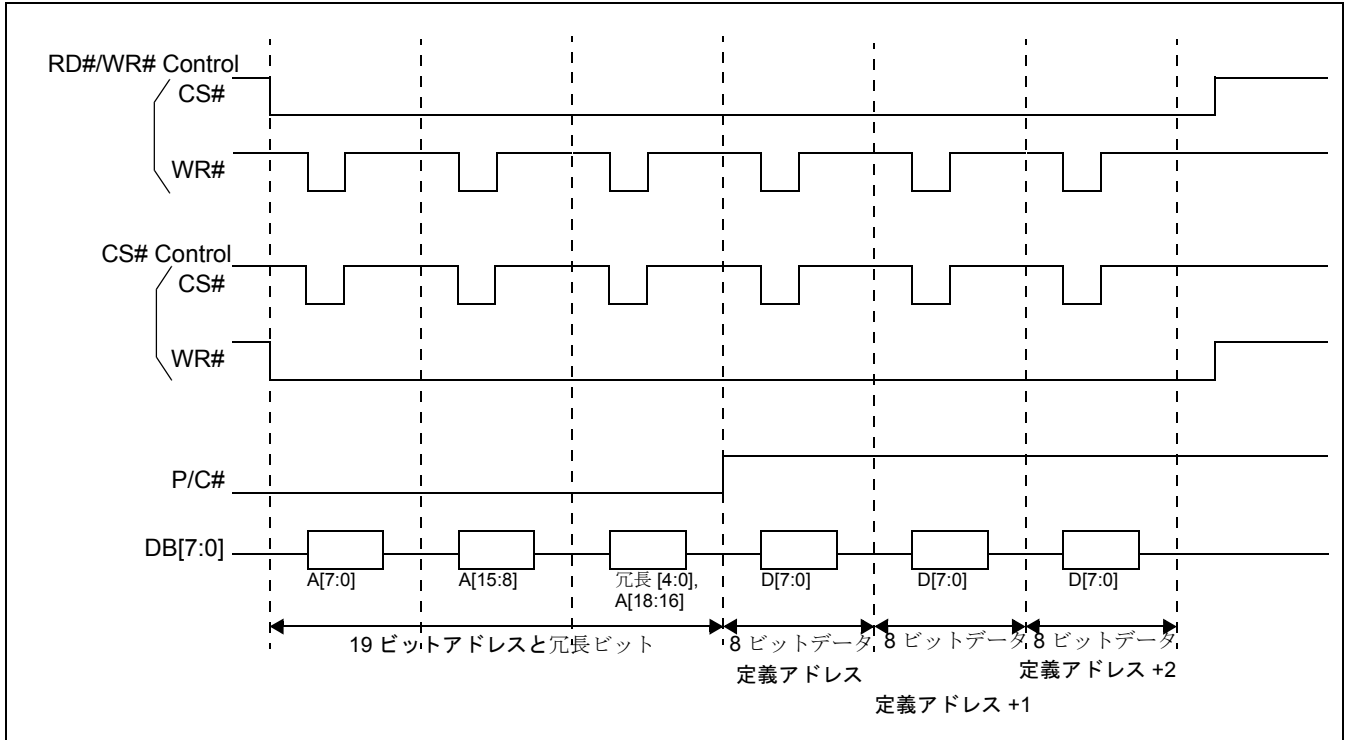 RD#/WR# Control
CS#
WR#
CS# Control
CS#
WR#
P/C#
DB[7:0]
A[7:0]
A[15:8]
冗長 [4:0],
A[18:16]
D[7:0]
D[7:0]
D[7:0]
19 ビットアドレスと冗長ビット
8 ビットデータ
定義アドレス
8 ビットデータ
定義アドレス +1
8 ビットデータ
定義アドレス +2